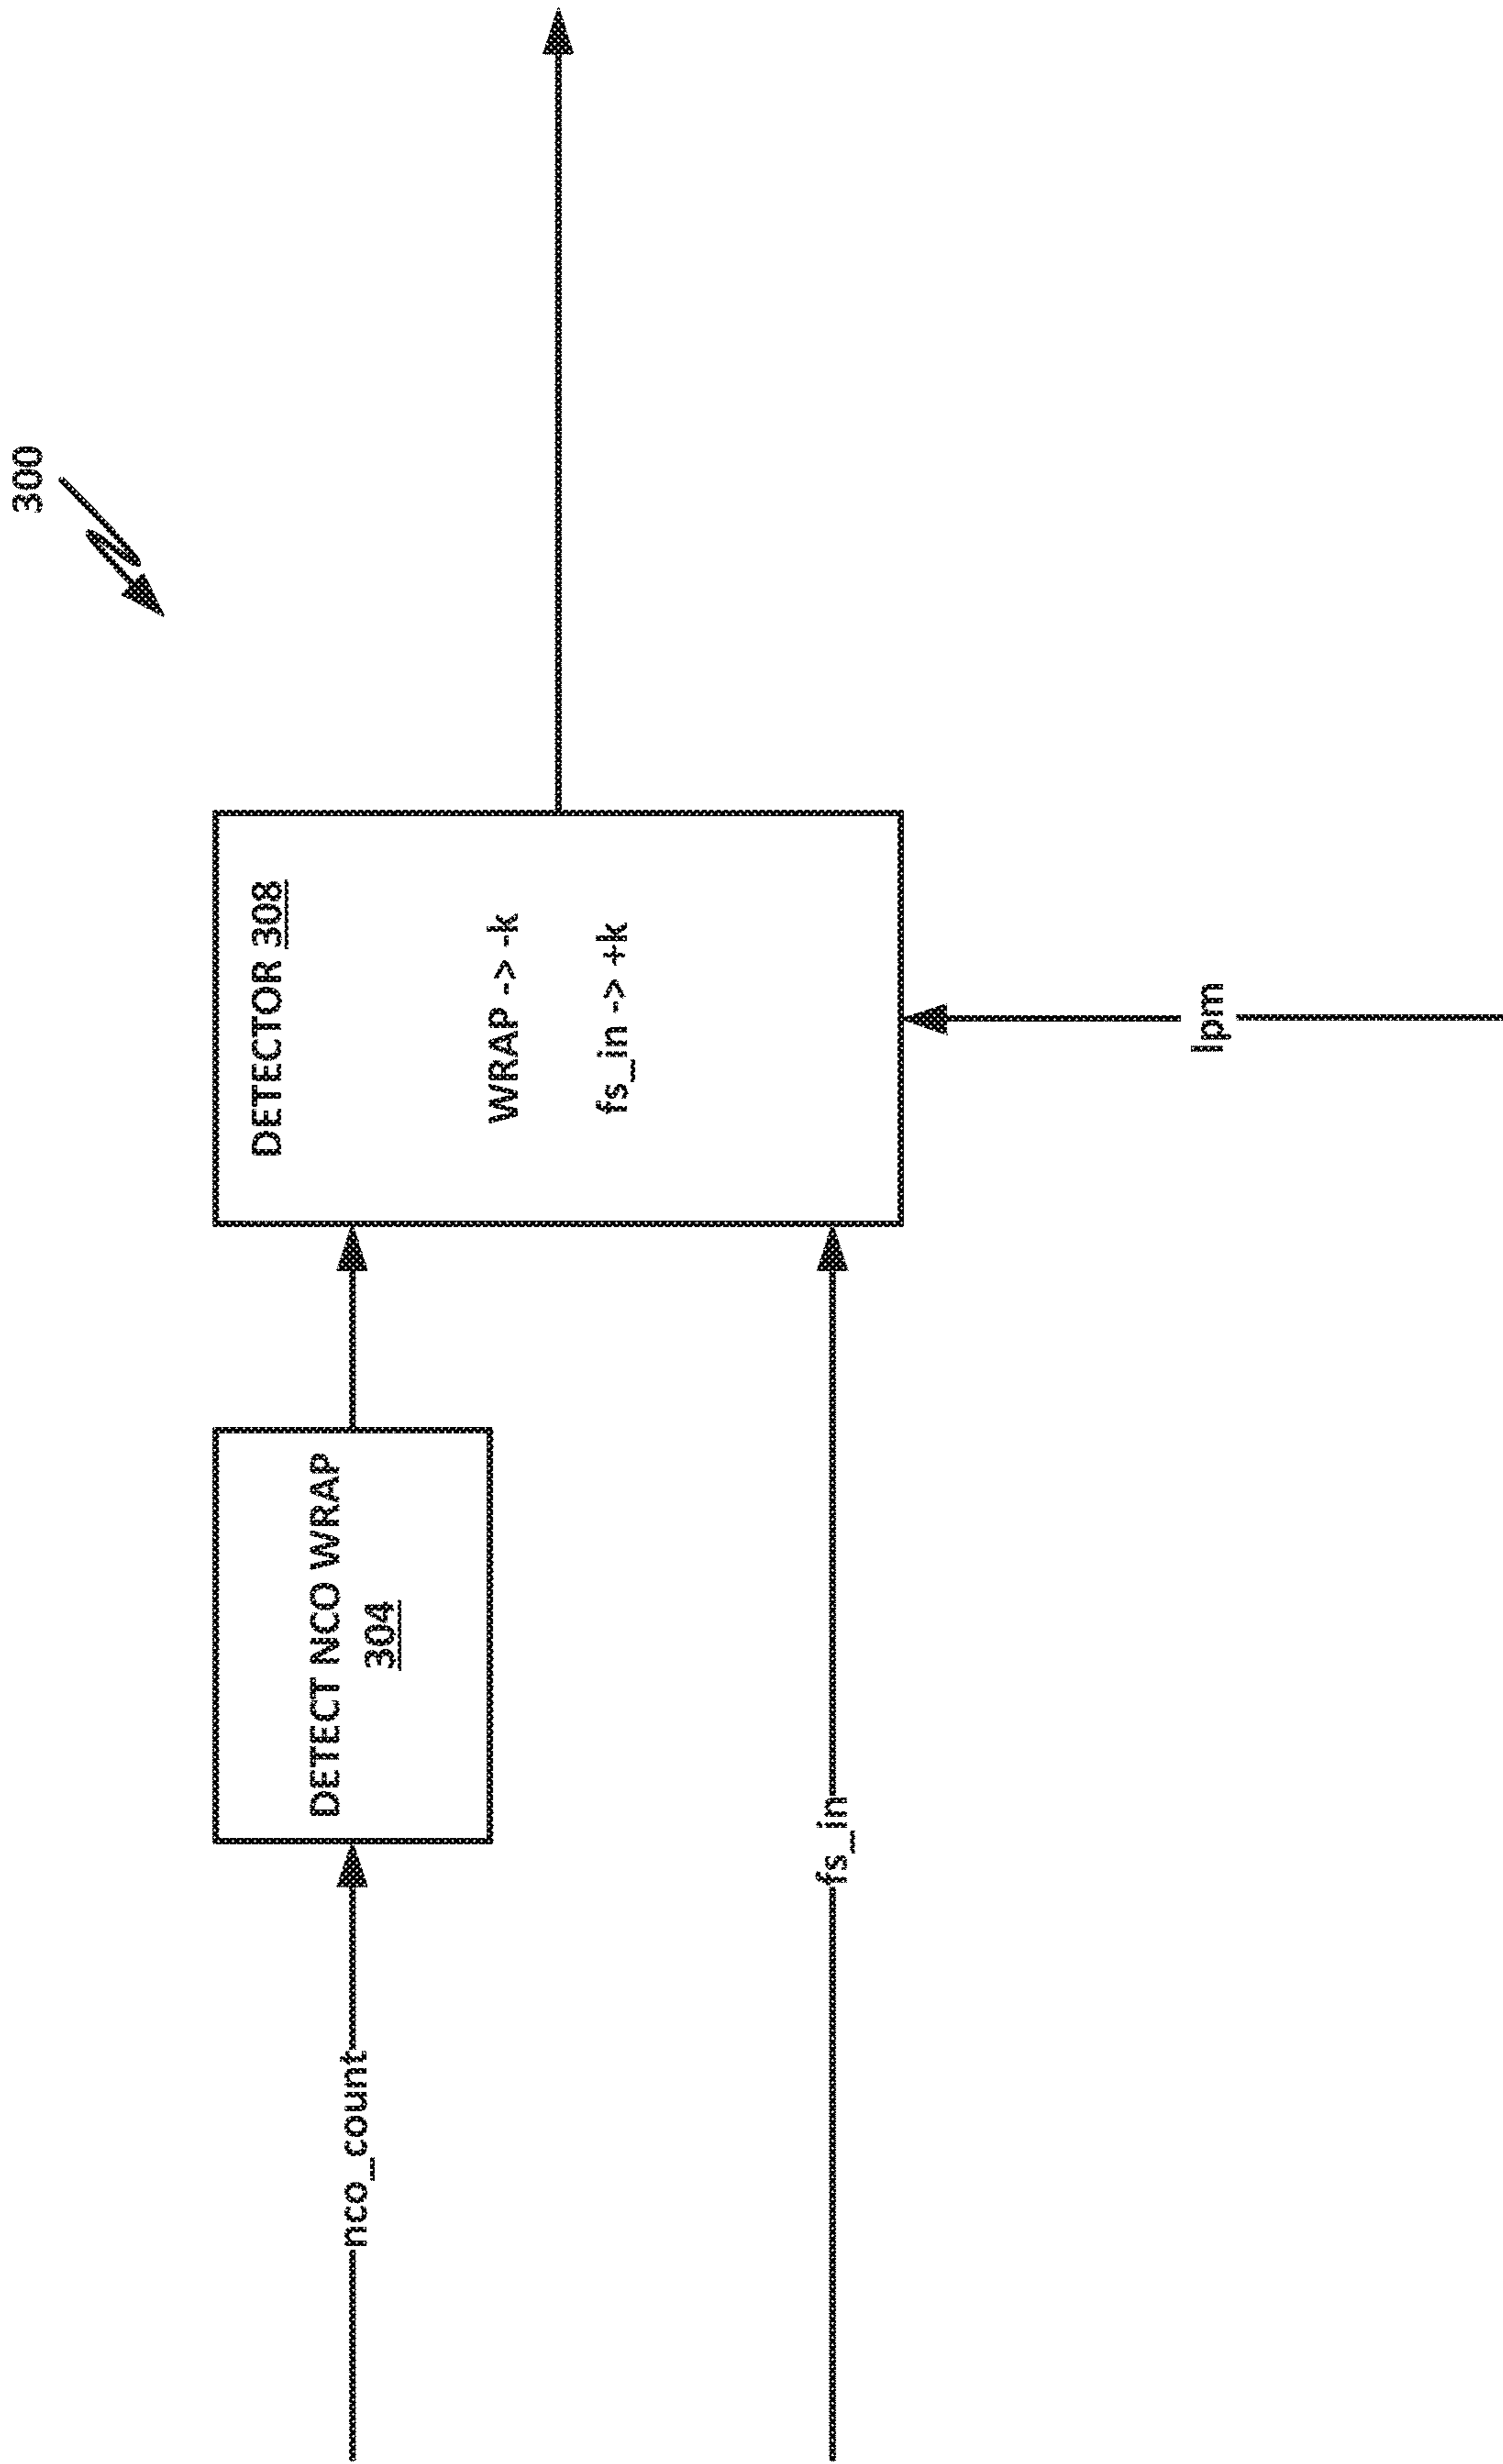 300
nco_count
DETECT NCO WRAP
304
fs_in
DETECTOR 308
WRAP -> -k
fs_in -> +k
lpm